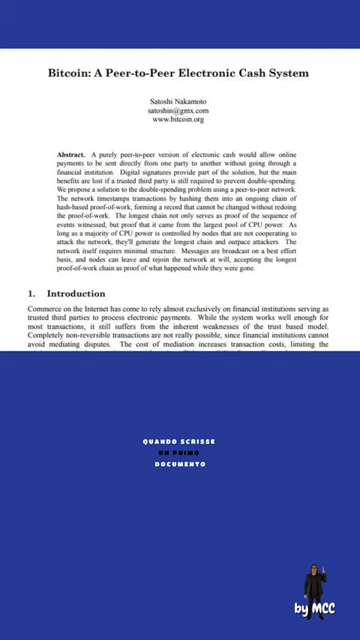 Bitcoin: A Peer-to-Peer Electronic Cash System
Satoshi Nakamoto
satoshin@gmx.com
www.bitcoin.org
Abstract. A purely peer-to-peer version of electronic cash would allow online
payments to be sent directly from one party to another without going through a
financial institution. Digital signatures provide part of the solution, but the main
benefits are lost if a trusted third party is still required to prevent double-spending.
We propose a solution to the double-spending problem using a peer-to-peer network.
The network timestamps transactions by hashing them into an ongoing chain of
hash-based proof-of-work, forming a record that cannot be changed without redoing
the proof-of-work. The longest chain not only serves as proof of the sequence of
events witnessed, but proof that it came from the largest pool of CPU power. As
long as a majority of CPU power is controlled by nodes that are not cooperating to
attack the network, they'll generate the longest chain and outpace attackers. The
network itself requires minimal structure. Messages are broadcast on a best effort
basis, and nodes can leave and rejoin the network at will, accepting the longest
proof-of-work chain as proof of what happened while they were gone.
1. Introduction
Commerce on the Internet has come to rely almost exclusively on financial institutions serving as
trusted third parties to process electronic payments. While the system works well enough for
most transactions, it still suffers from the inherent weaknesses of the trust based model.
Completely non-reversible transactions are not really possible, since financial institutions cannot
avoid mediating disputes. The cost of mediation increases transaction costs, limiting the
QUANDO SCRISSE
UN PRIMO
DOCUMENTO
by MCC